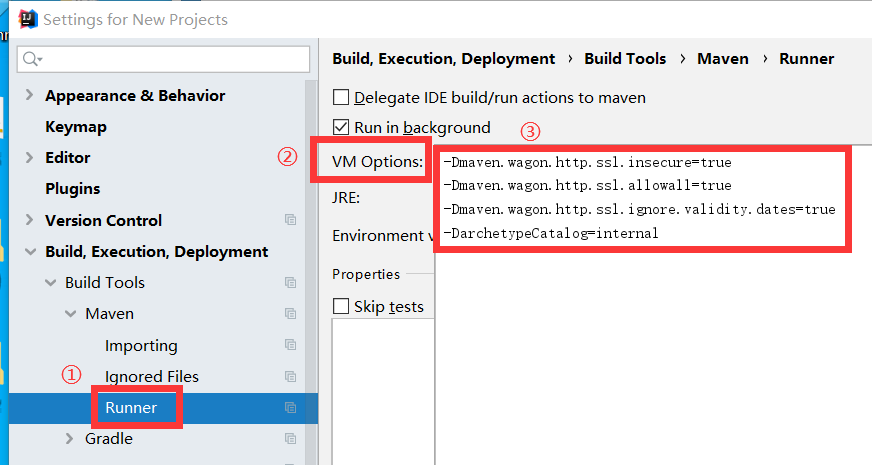 Settings for New Projects
Appearance & Behavior
Keymap
Editor
Plugins
Version Control
Build, Execution, Deployment
Build Tools
Maven
Importing
Ignored Files
①
Runner
Gradle
Build, Execution, Deployment › Build Tools › Maven › Runner
Delegate IDE build/run actions to maven
Run in background
② VM Options:
③
-Dmaven.wagon.http.ssl.insecure=true
-Dmaven.wagon.http.ssl.allowall=true
-Dmaven.wagon.http.ssl.ignore.validity.dates=true
-DarchetypeCatalog=internal
JRE:
Environment v
Properties
Skip tests